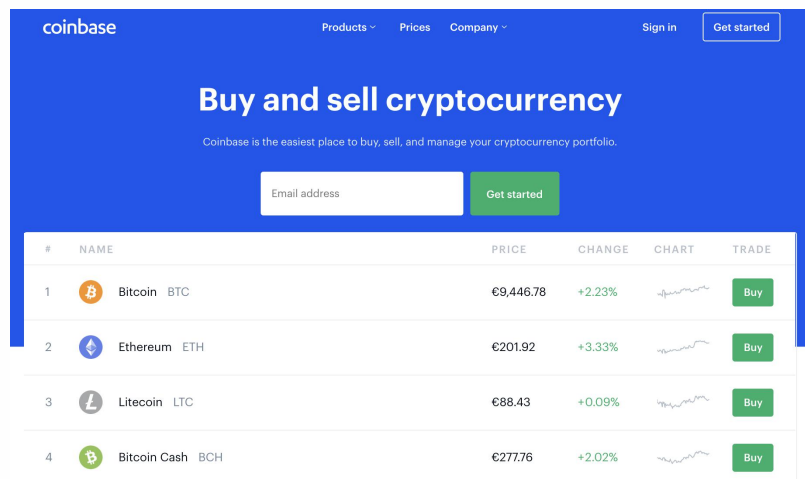 coinbase Products Prices Company Sign in Get started
Buy and sell cryptocurrency
Coinbase is the easiest place to buy, sell, and manage your cryptocurrency portfolio.
Email address Get started
# NAME PRICE CHANGE CHART TRADE
1 Bitcoin BTC €9,446.78 +2.23% Buy
2 Ethereum ETH €201.92 +3.33% Buy
3 Litecoin LTC €88.43 +0.09% Buy
4 Bitcoin Cash BCH €277.76 +2.02% Buy